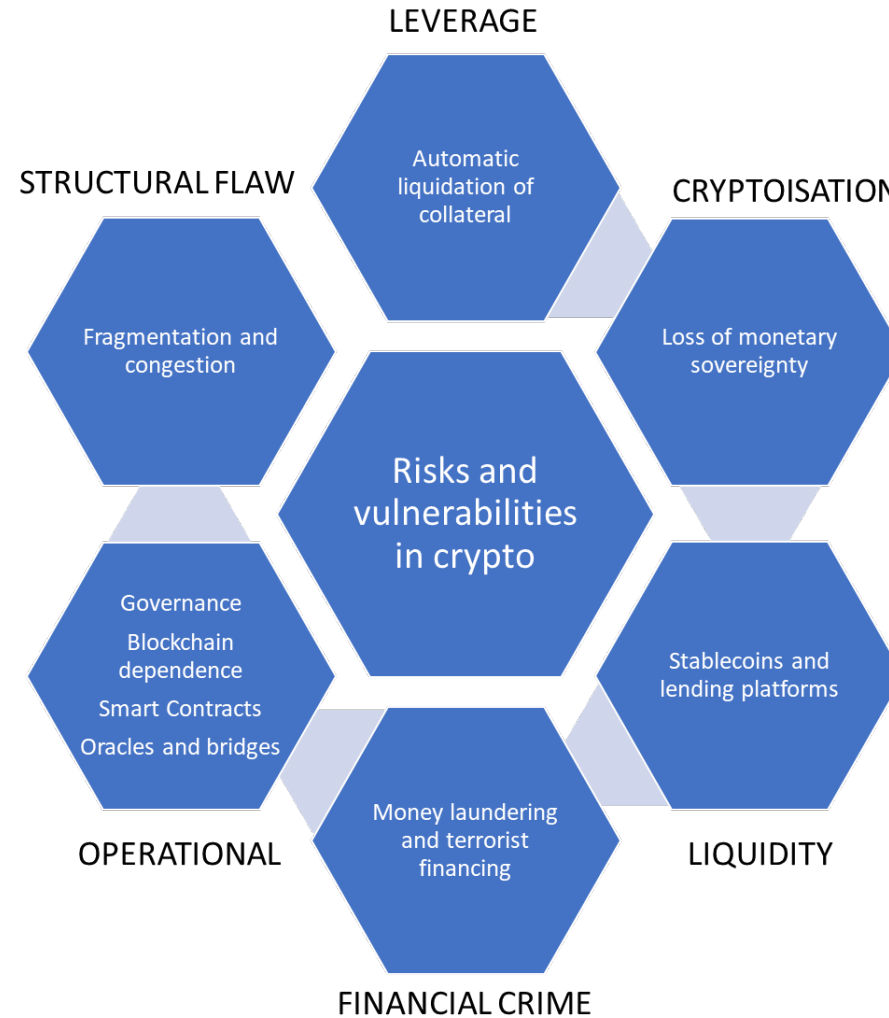 LEVERAGE
Automatic
liquidation of
collateral
STRUCTURAL FLAW
CRYPTOISATION
Fragmentation and
congestion
Loss of monetary
sovereignty
Risks and
vulnerabilities
in crypto
Governance
Blockchain
dependence
Smart Contracts
Oracles and bridges
Stablecoins and
lending platforms
OPERATIONAL
Money laundering
and terrorist
financing
LIQUIDITY
FINANCIAL CRIME